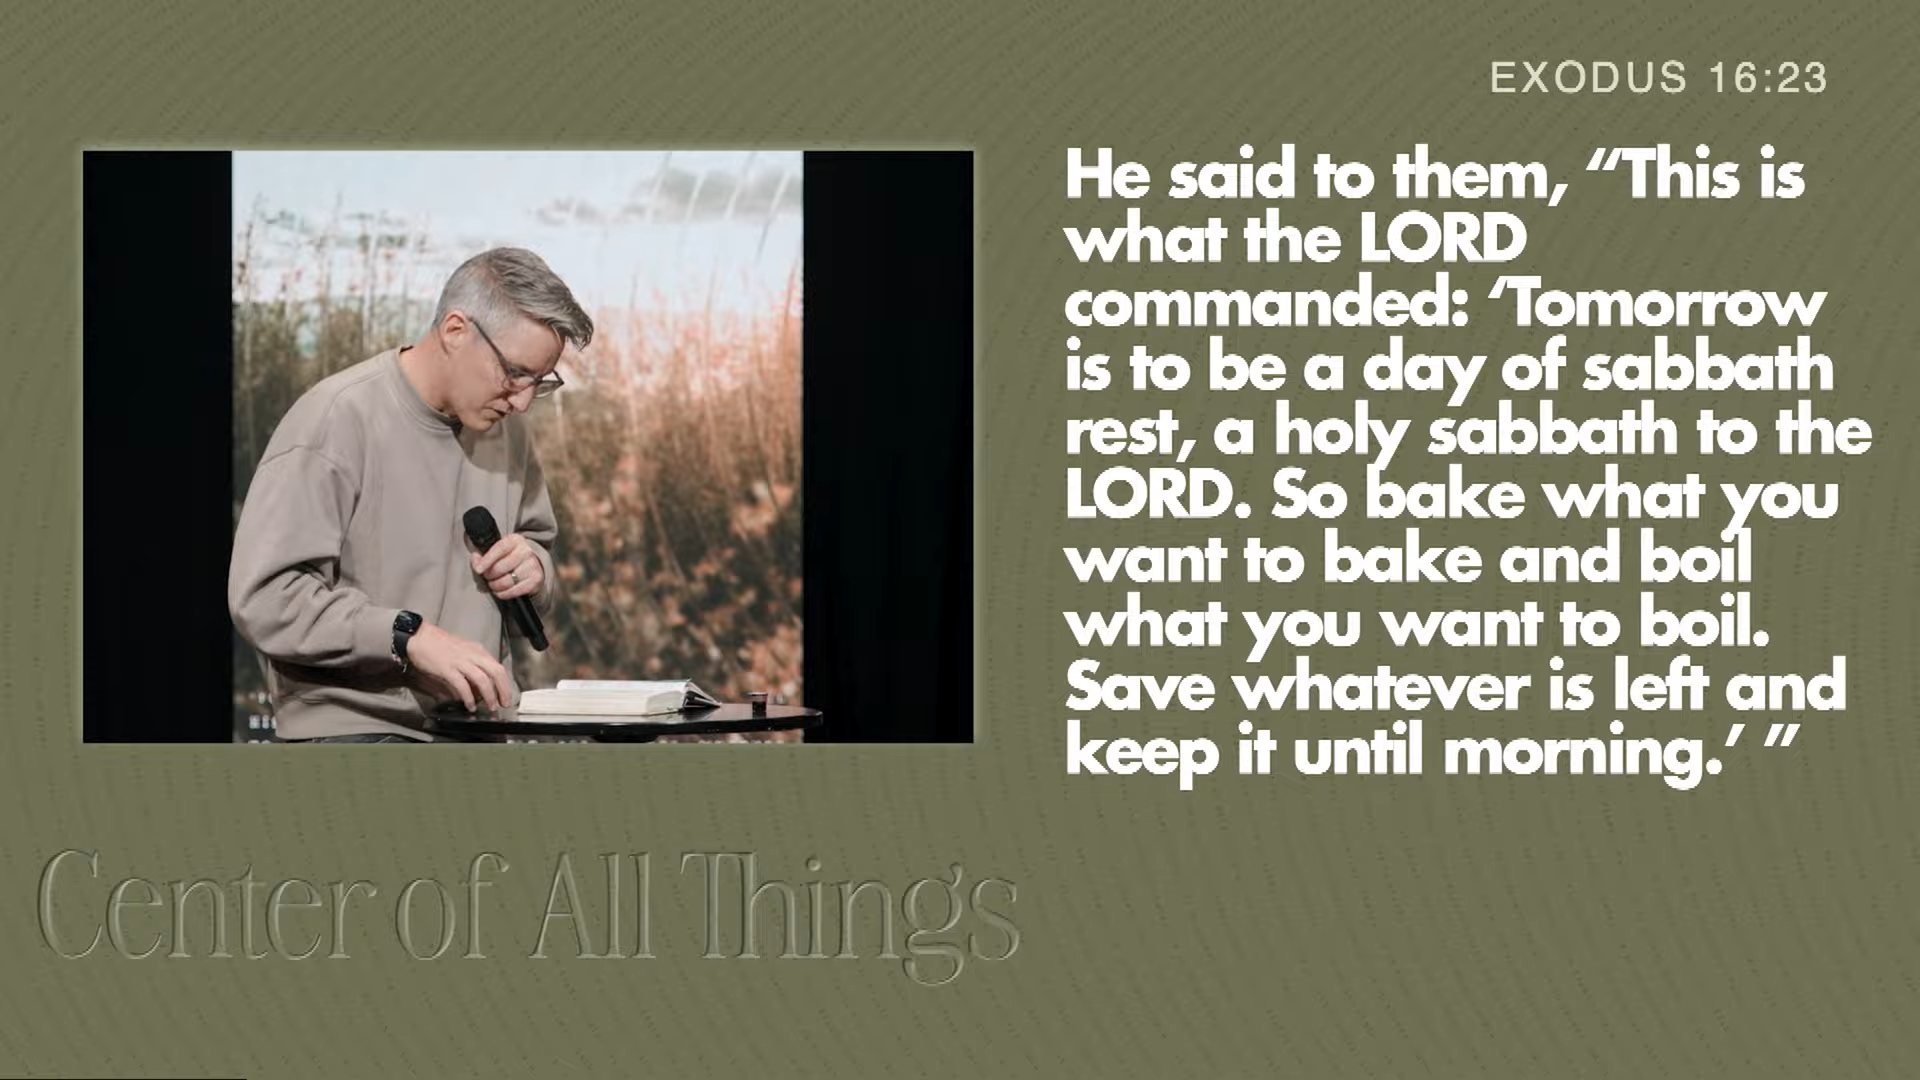 EXODUS 16:23
He said to them, “This is
what the LORD
commanded: ‘Tomorrow
is to be a day of sabbath
rest, a holy sabbath to the
LORD. So bake what you
want to bake and boil
what you want to boil.
Save whatever is left and
keep it until morning.’ ”
Center of All Things